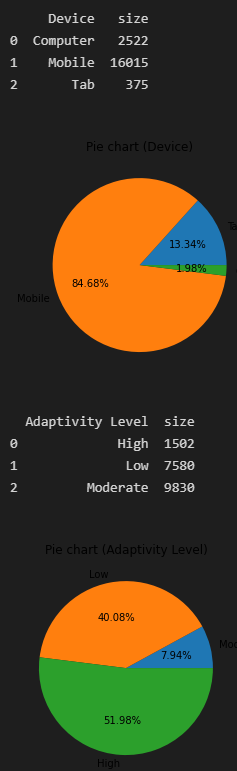 Device size
0 Computer 2522
1 Mobile 16015
2 Tab 375
Pie chart (Device)
Ta
13.34%
1.98%
84.68%
Mobile
Adaptivity Level size
0 High 1502
1 Low 7580
2 Moderate 9830
Pie chart (Adaptivity Level)
Low
40.08%
Mod
7.94%
51.98%
High